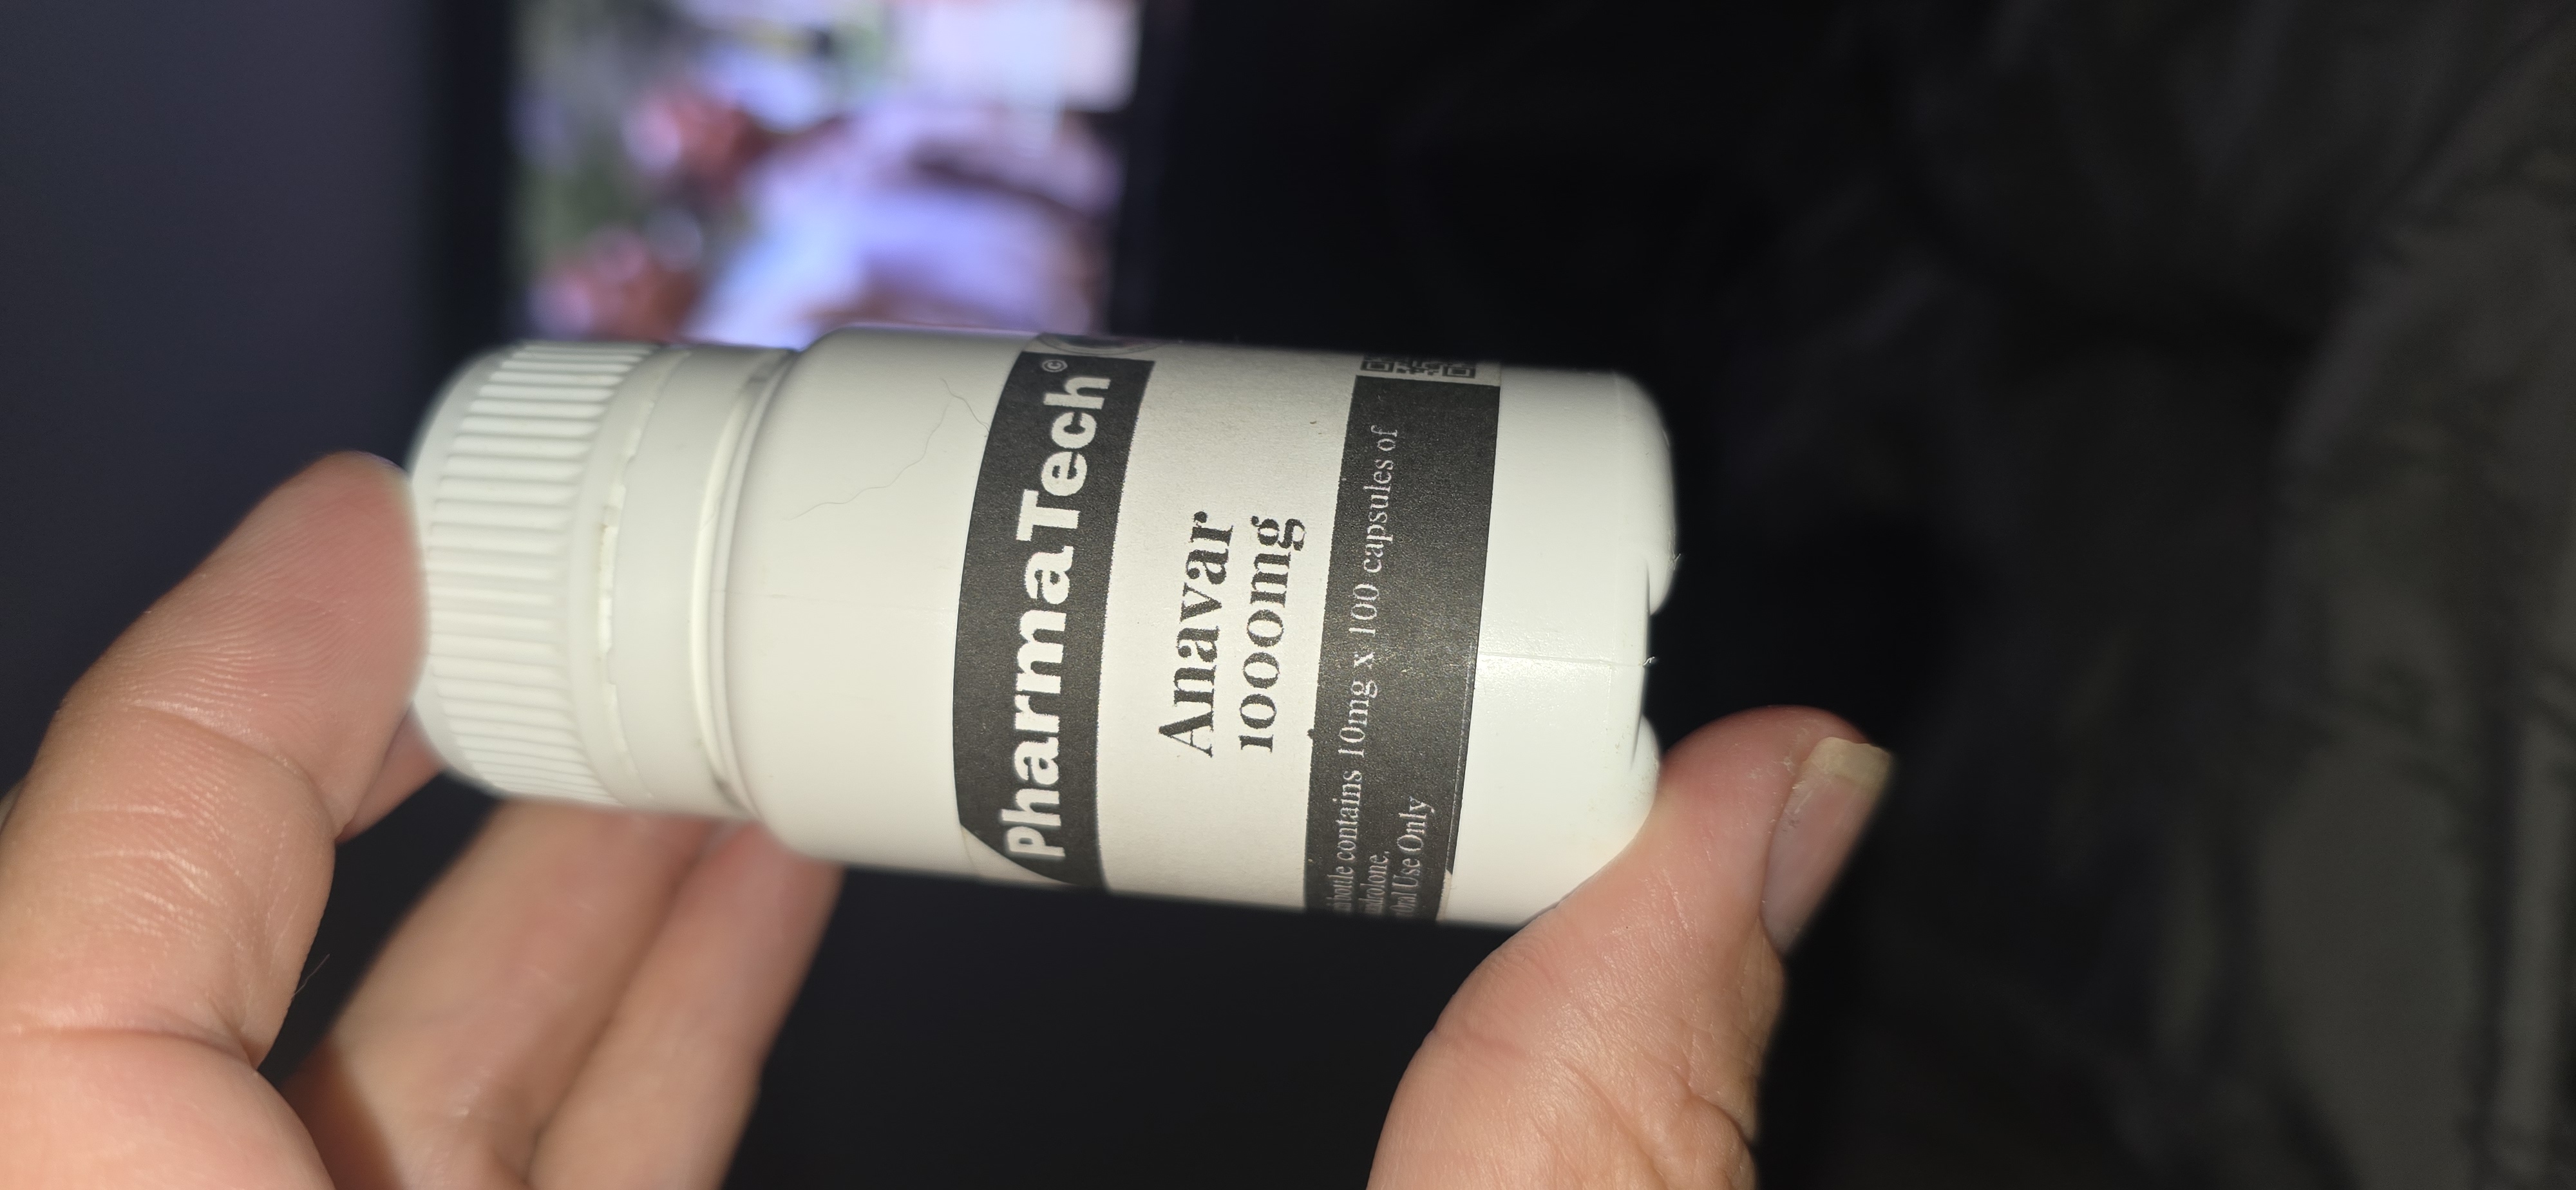 PharmaTech©
Anavar
1000mg
bottle contains 10mg x 100 capsules of
Use Only